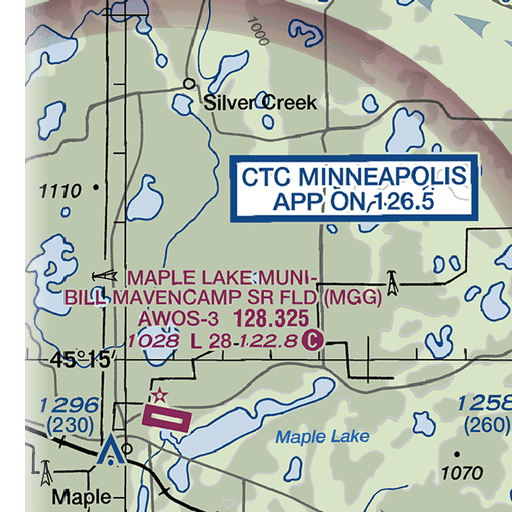 1000
Silver Creek
CTC MINNEAPOLIS
APP ON 126.5
1110
MAPLE LAKE MUNI-
BILL MAVENCAMP SR FLD (MGG)
AWOS-3 128.325
1028 L 28 122.8 C
45°15'
1296
(230)
1258
(260)
Maple Lake
1070
Maple